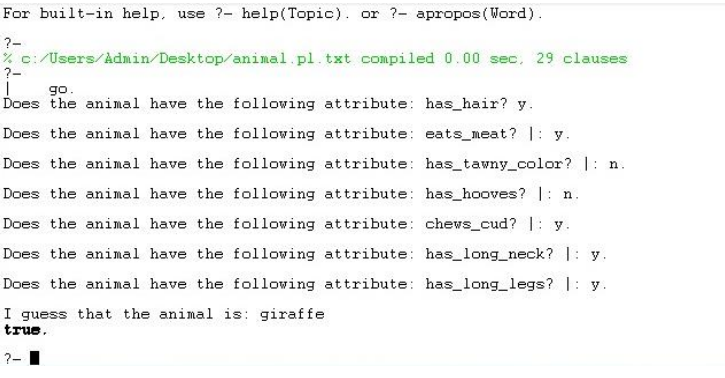 For built-in help, use ?- help(Topic). or ?- apropos(Word).
?-
% c:/Users/Admin/Desktop/animal.pl.txt compiled 0.00 sec, 29 clauses
?-
|    go.
Does the animal have the following attribute: has_hair? y.
Does the animal have the following attribute: eats_meat? |: y.
Does the animal have the following attribute: has_tawny_color? |: n.
Does the animal have the following attribute: has_hooves? |: n.
Does the animal have the following attribute: chews_cud? |: y.
Does the animal have the following attribute: has_long_neck? |: y.
Does the animal have the following attribute: has_long_legs? |: y.
I guess that the animal is: giraffe
true.
?-